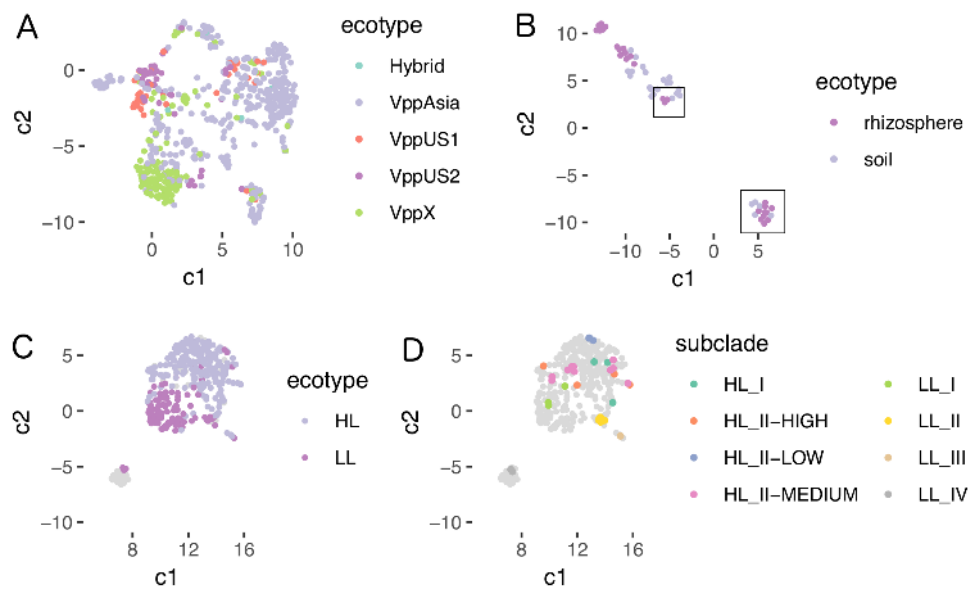 A
ecotype
Hybrid
VppAsia
VppUS1
VppUS2
VppX
0
−5
−10
c2
0
5
10
c1
B
ecotype
rhizosphere
soil
10
5
0
−5
−10
c2
−10
−5
0
5
c1
C
ecotype
HL
LL
5
0
−5
−10
c2
8
12
16
c1
D
subclade
HL_I
HL_II−HIGH
HL_II−LOW
HL_II−MEDIUM
LL_I
LL_II
LL_III
LL_IV
5
0
−5
−10
c2
8
12
16
c1